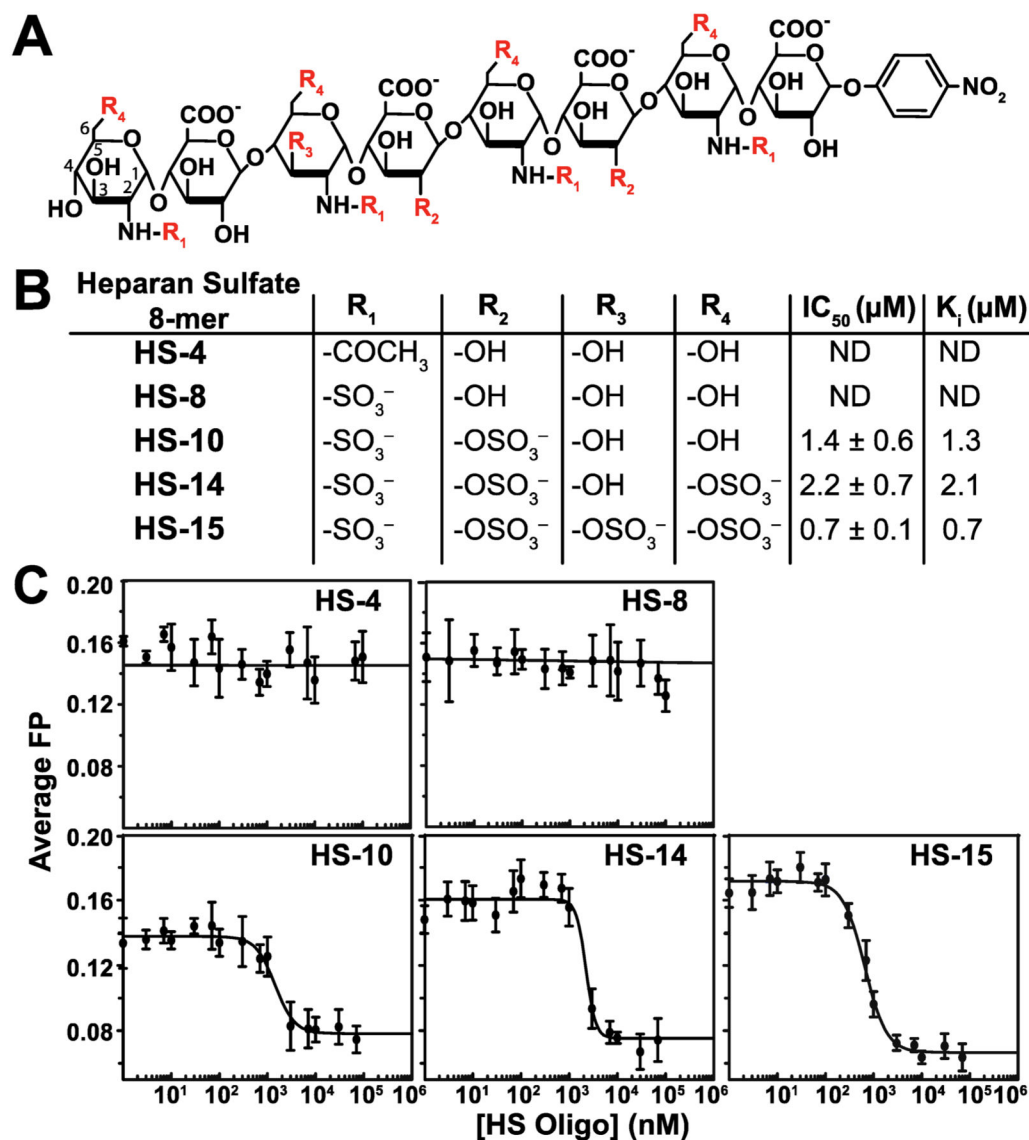 A
R₄ COO⁻ R₄ COO⁻ R₄ COO⁻ R₄ COO⁻
6 5 4 3 2 1
O OH O OH R₃ O OH O OH O OH O OH O OH O NO₂
HO NH-R₁ OH NH-R₁ R₂ NH-R₁ R₂ NH-R₁ OH
B
Heparan Sulfate 8-mer R₁ R₂ R₃ R₄ IC₅₀ (µM) Kᵢ (µM)
HS-4 -COCH₃ -OH -OH -OH ND ND
HS-8 -SO₃⁻ -OH -OH -OH ND ND
HS-10 -SO₃⁻ -OSO₃⁻ -OH -OH 1.4 ± 0.6 1.3
HS-14 -SO₃⁻ -OSO₃⁻ -OH -OSO₃⁻ 2.2 ± 0.7 2.1
HS-15 -SO₃⁻ -OSO₃⁻ -OSO₃⁻ -OSO₃⁻ 0.7 ± 0.1 0.7
C
Average FP
0.20
0.16
0.12
0.08
HS-4
HS-8
0.20
0.16
0.12
0.08
HS-10
HS-14
HS-15
10¹ 10² 10³ 10⁴ 10⁵ 10⁶
10¹ 10² 10³ 10⁴ 10⁵ 10⁶
10¹ 10² 10³ 10⁴ 10⁵ 10⁶
[HS Oligo] (nM)